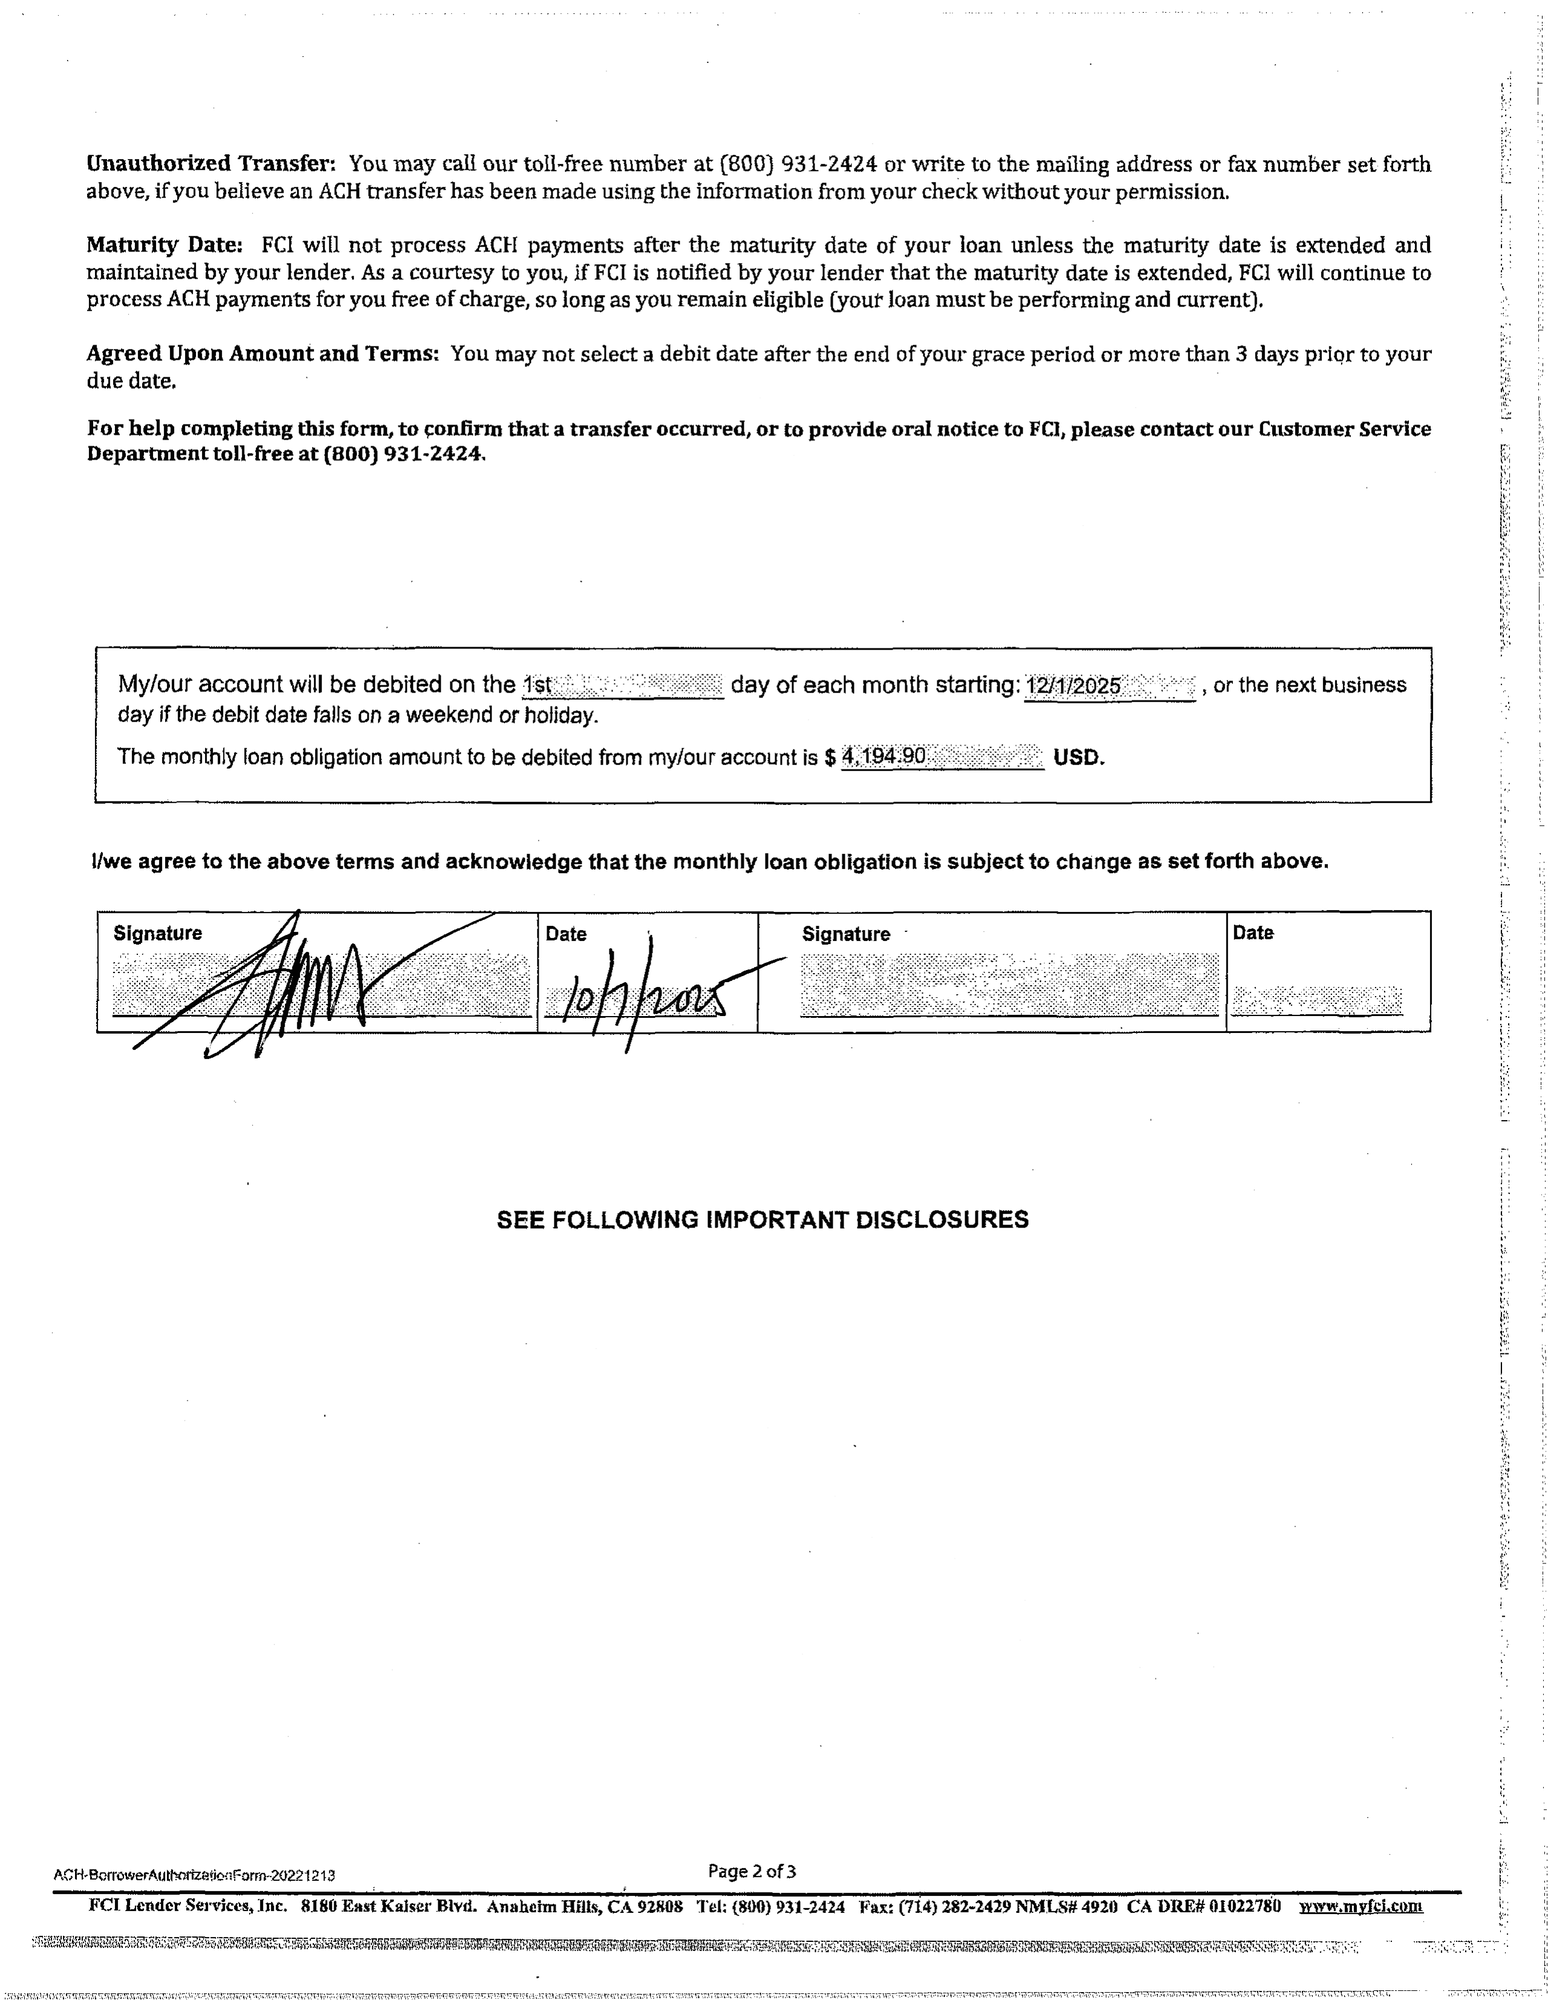 Unauthorized Transfer: You may call our toll-free number at (800) 931-2424 or write to the mailing address or fax number set forth
above, if you believe an ACH transfer has been made using the information from your check without your permission.
Maturity Date: FCI will not process ACH payments after the maturity date of your loan unless the maturity date is extended and
maintained by your lender. As a courtesy to you, if FCI is notified by your lender that the maturity date is extended, FCI will continue to
process ACH payments for you free of charge, so long as you remain eligible (your loan must be performing and current).
Agreed Upon Amount and Terms: You may not select a debit date after the end of your grace period or more than 3 days prior to your
due date.
For help completing this form, to confirm that a transfer occurred, or to provide oral notice to FCI, please contact our Customer Service
Department toll-free at (800) 931-2424.
My/our account will be debited on the 1st day of each month starting: 12/1/2025, or the next business
day if the debit date falls on a weekend or holiday.
The monthly loan obligation amount to be debited from my/our account is $ 4,194.90 USD.
I/we agree to the above terms and acknowledge that the monthly loan obligation is subject to change as set forth above.
Signature Date Signature Date
10/7/2025
SEE FOLLOWING IMPORTANT DISCLOSURES
ACH-BorrowerAuthorizationForm-20221213 Page 2 of 3
FCI Lender Services, Inc. 8180 East Kaiser Blvd. Anaheim Hills, CA 92808 Tel: (800) 931-2424 Fax: (714) 282-2429 NMLS# 4920 CA DRE# 01022780 www.myfci.com